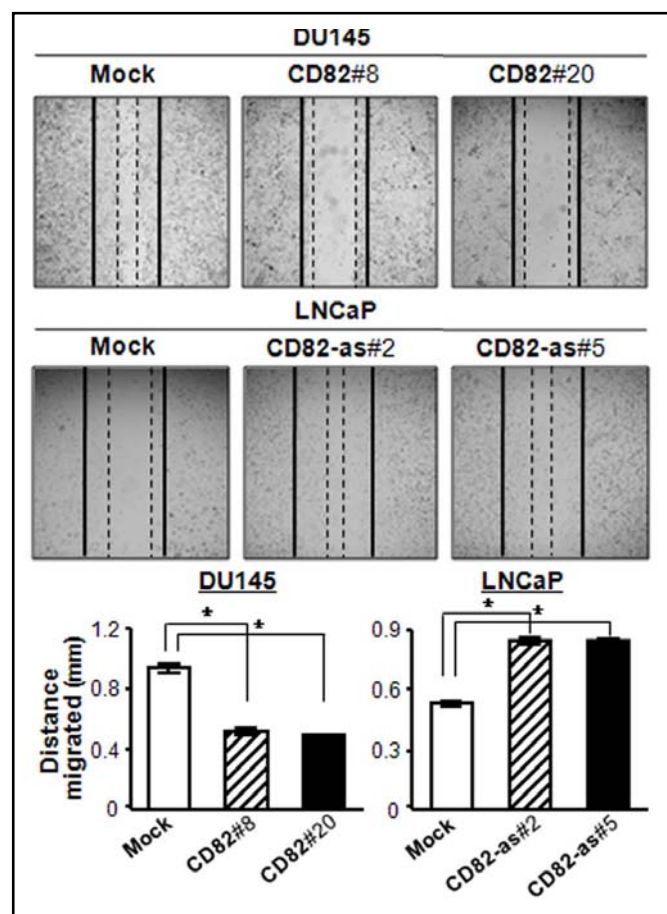 DU145
Mock CD82#8 CD82#20
LNCaP
Mock CD82-as#2 CD82-as#5
DU145
Distance migrated (mm)
1.2
0.8
0.4
0
* *
Mock CD82#8 CD82#20
LNCaP
0.9
0.6
0.3
0
* *
Mock CD82-as#2 CD82-as#5